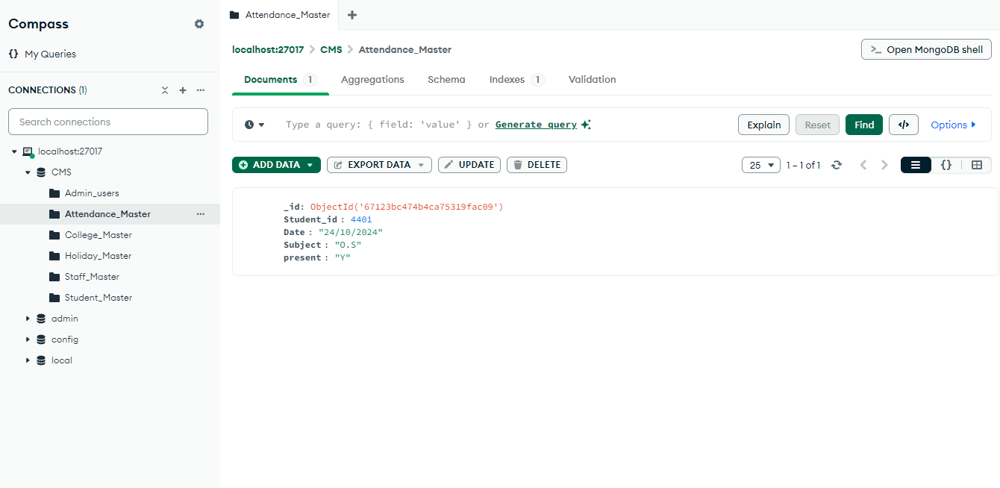 Compass
My Queries
CONNECTIONS (1)
Search connections
localhost:27017
CMS
Admin_users
Attendance_Master
College_Master
Holiday_Master
Staff_Master
Student_Master
admin
config
local
Attendance_Master
localhost:27017 > CMS > Attendance_Master
>_ Open MongoDB shell
Documents 1 Aggregations Schema Indexes 1 Validation
Type a query: { field: 'value' } or Generate query
Explain Reset Find </> Options
ADD DATA EXPORT DATA UPDATE DELETE
25 1 – 1 of 1 {}
_id: ObjectId('67123bc474b4ca75319fac09')
Student_id : 4401
Date : "24/10/2024"
Subject : "O.S"
present : "Y"